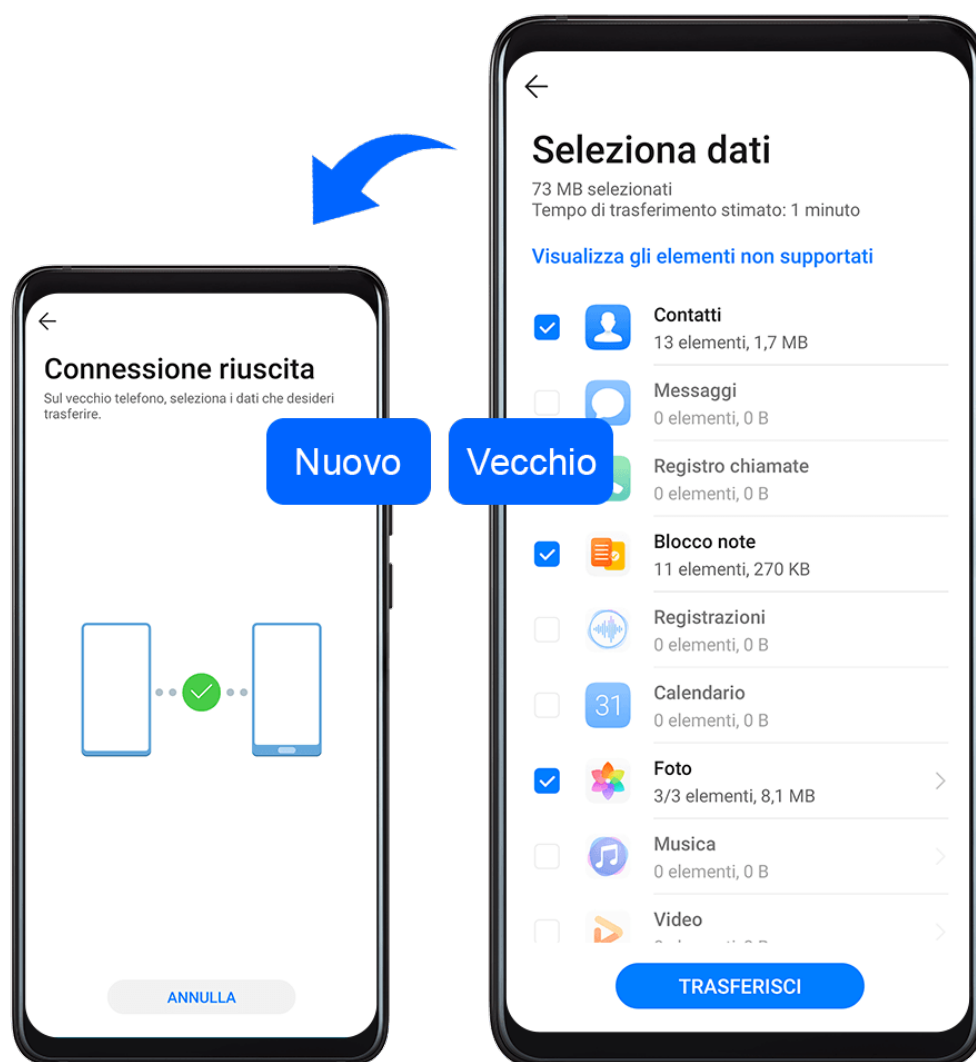 Connessione riuscita
Sul vecchio telefono, seleziona i dati che desideri
trasferire.
ANNULLA
Nuovo
Vecchio
Seleziona dati
73 MB selezionati
Tempo di trasferimento stimato: 1 minuto
Visualizza gli elementi non supportati
Contatti
13 elementi, 1,7 MB
Messaggi
0 elementi, 0 B
Registro chiamate
0 elementi, 0 B
Blocco note
11 elementi, 270 KB
Registrazioni
0 elementi, 0 B
31
Calendario
0 elementi, 0 B
Foto
3/3 elementi, 8,1 MB
Musica
0 elementi, 0 B
Video
TRASFERISCI